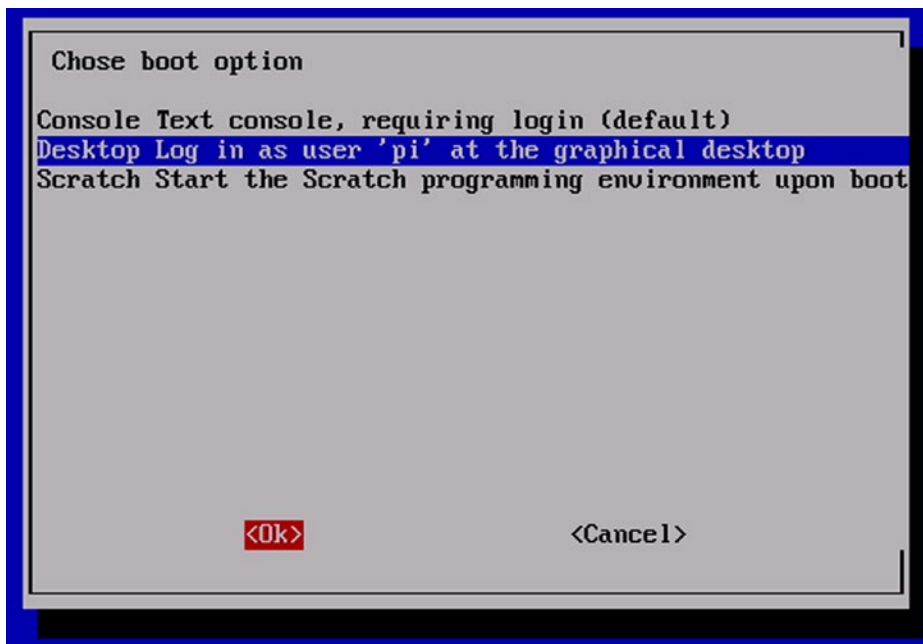 Chose boot option
Console Text console, requiring login (default)
Desktop Log in as user 'pi' at the graphical desktop
Scratch Start the Scratch programming environment upon boot
<Ok> <Cancel>